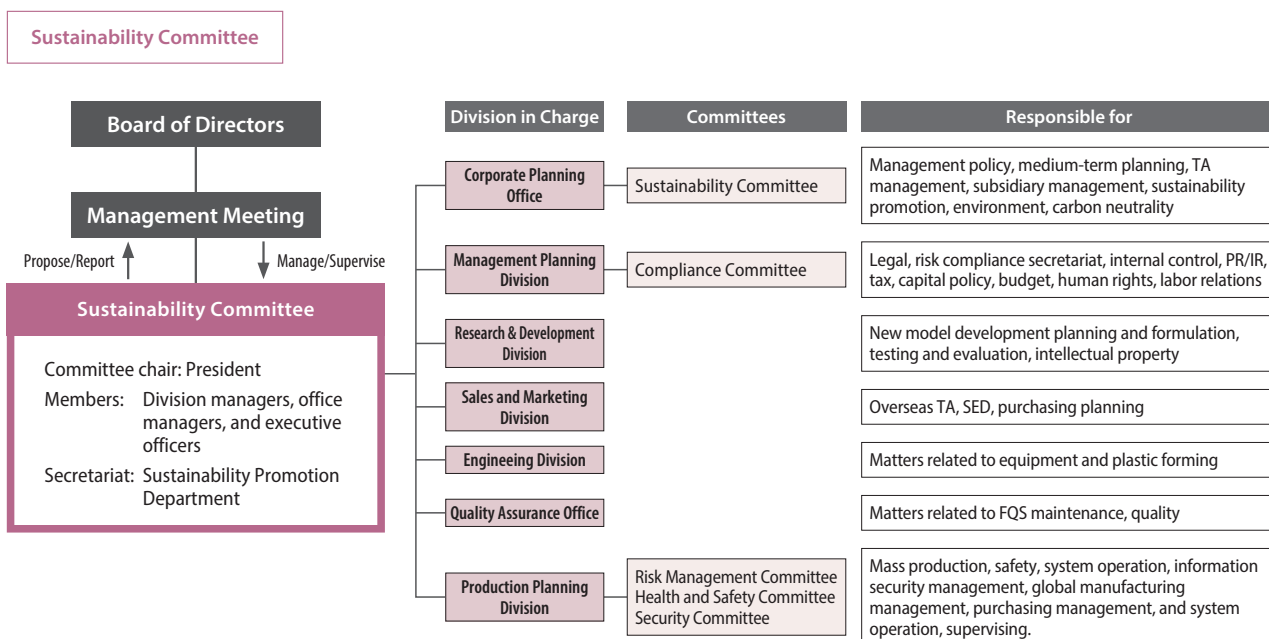 Sustainability Committee
Board of Directors
Management Meeting
Propose/Report
Manage/Supervise
Sustainability Committee
Committee chair: President
Members: Division managers, office
managers, and executive
officers
Secretariat: Sustainability Promotion
Department
Division in Charge
Committees
Responsible for
Corporate Planning
Office
Sustainability Committee
Management policy, medium-term planning, TA
management, subsidiary management, sustainability
promotion, environment, carbon neutrality
Management Planning
Division
Compliance Committee
Legal, risk compliance secretariat, internal control, PR/IR,
tax, capital policy, budget, human rights, labor relations
Research & Development
Division
New model development planning and formulation,
testing and evaluation, intellectual property
Sales and Marketing
Division
Overseas TA, SED, purchasing planning
Engineeing Division
Matters related to equipment and plastic forming
Quality Assurance Office
Matters related to FQS maintenance, quality
Production Planning
Division
Risk Management Committee
Health and Safety Committee
Security Committee
Mass production, safety, system operation, information
security management, global manufacturing
management, purchasing management, and system
operation, supervising.